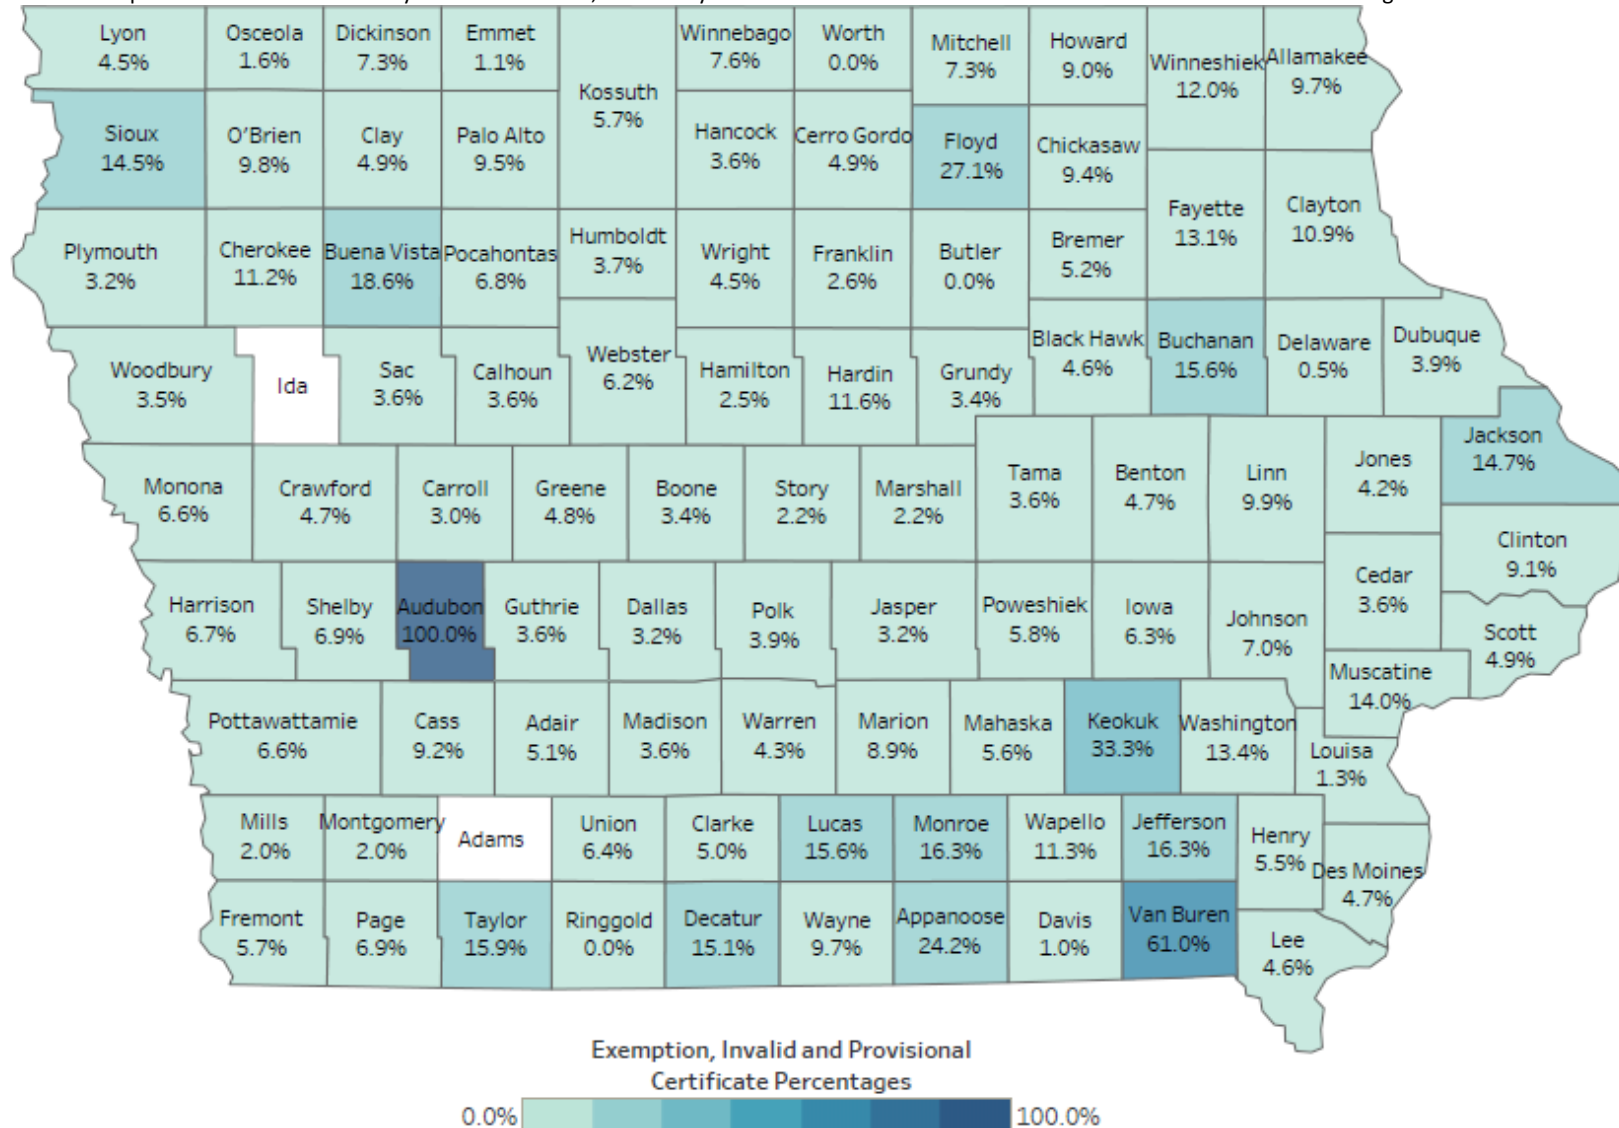 Lyon
4.5%
Osceola
1.6%
Dickinson
7.3%
Emmet
1.1%
Kossuth
5.7%
Winnebago
7.6%
Worth
0.0%
Mitchell
7.3%
Howard
9.0%
Winneshiek
12.0%
Allamakee
9.7%
Sioux
14.5%
O'Brien
9.8%
Clay
4.9%
Palo Alto
9.5%
Hancock
3.6%
Cerro Gordo
4.9%
Floyd
27.1%
Chickasaw
9.4%
Fayette
13.1%
Clayton
10.9%
Plymouth
3.2%
Cherokee
11.2%
Buena Vista
18.6%
Pocahontas
6.8%
Humboldt
3.7%
Wright
4.5%
Franklin
2.6%
Butler
0.0%
Bremer
5.2%
Woodbury
3.5%
Ida
Sac
3.6%
Calhoun
3.6%
Webster
6.2%
Hamilton
2.5%
Hardin
11.6%
Grundy
3.4%
Black Hawk
4.6%
Buchanan
15.6%
Delaware
0.5%
Dubuque
3.9%
Jackson
14.7%
Monona
6.6%
Crawford
4.7%
Carroll
3.0%
Greene
4.8%
Boone
3.4%
Story
2.2%
Marshall
2.2%
Tama
3.6%
Benton
4.7%
Linn
9.9%
Jones
4.2%
Clinton
9.1%
Harrison
6.7%
Shelby
6.9%
Audubon
100.0%
Guthrie
3.6%
Dallas
3.2%
Polk
3.9%
Jasper
3.2%
Poweshiek
5.8%
Iowa
6.3%
Johnson
7.0%
Cedar
3.6%
Scott
4.9%
Muscatine
14.0%
Pottawattamie
6.6%
Cass
9.2%
Adair
5.1%
Madison
3.6%
Warren
4.3%
Marion
8.9%
Mahaska
5.6%
Keokuk
33.3%
Washington
13.4%
Louisa
1.3%
Mills
2.0%
Montgomery
2.0%
Adams
Union
6.4%
Clarke
5.0%
Lucas
15.6%
Monroe
16.3%
Wapello
11.3%
Jefferson
16.3%
Henry
5.5%
Des Moines
4.7%
Fremont
5.7%
Page
6.9%
Taylor
15.9%
Ringgold
0.0%
Decatur
15.1%
Wayne
9.7%
Appanoose
24.2%
Davis
1.0%
Van Buren
61.0%
Lee
4.6%
Exemption, Invalid and Provisional
Certificate Percentages
0.0%
100.0%